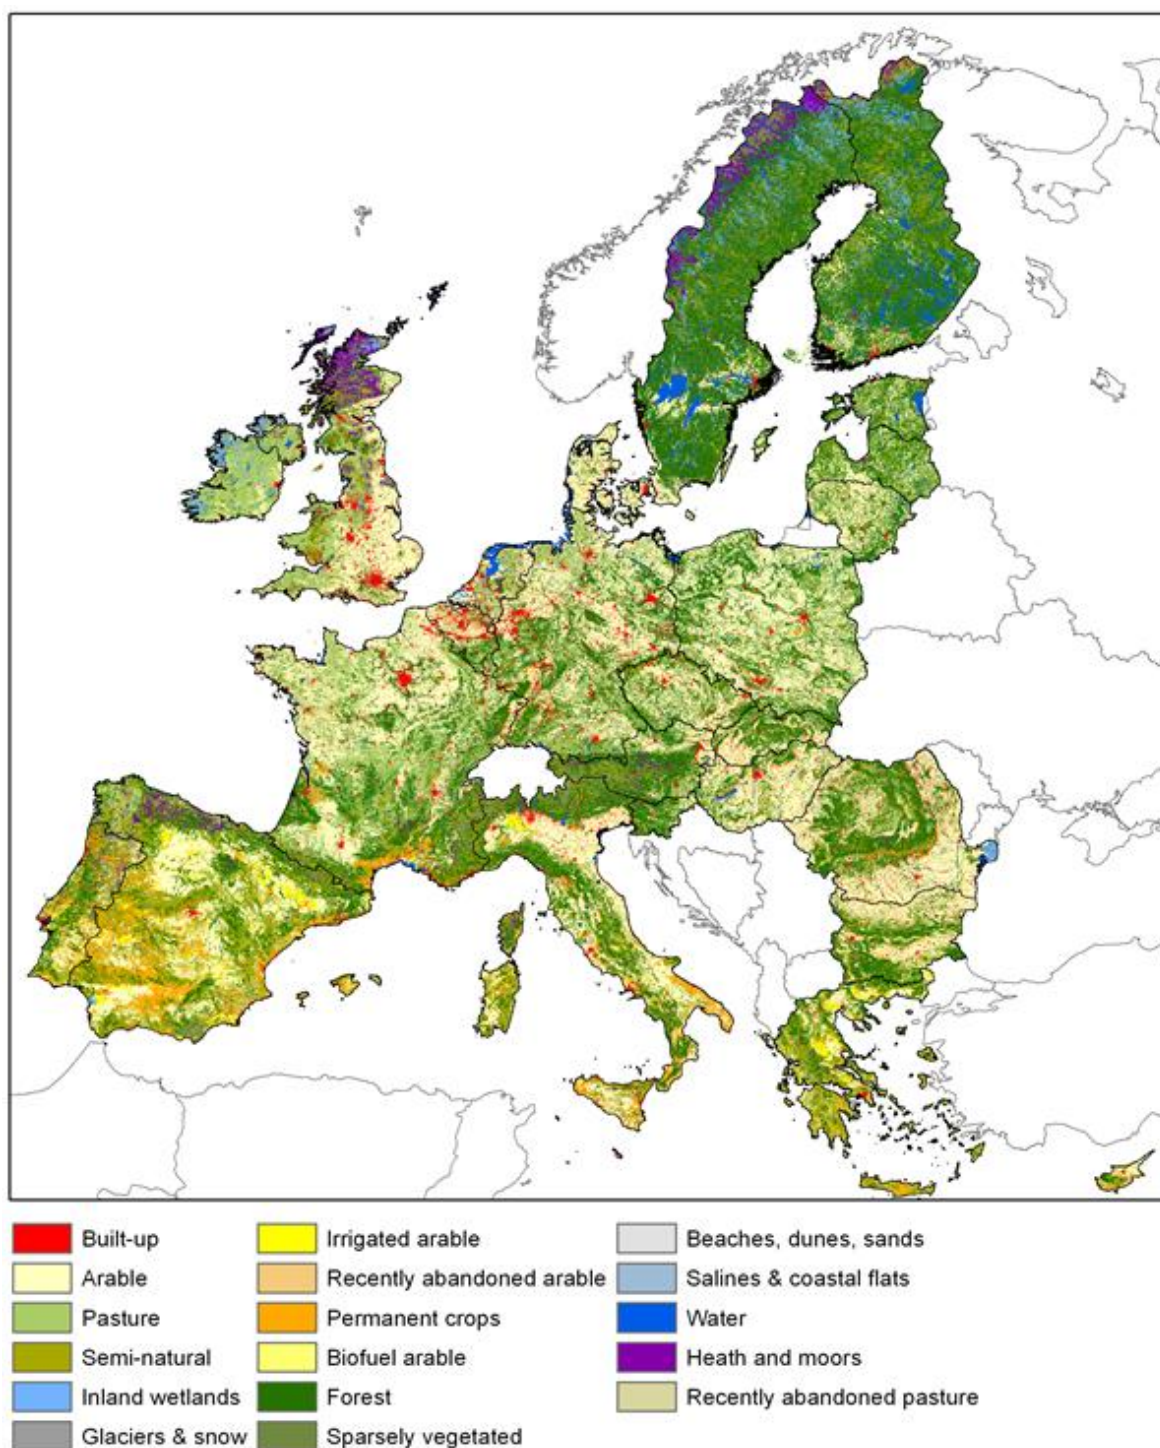 Built-up
Irrigated arable
Beaches, dunes, sands
Arable
Recently abandoned arable
Salines & coastal flats
Pasture
Permanent crops
Water
Semi-natural
Biofuel arable
Heath and moors
Inland wetlands
Forest
Recently abandoned pasture
Glaciers & snow
Sparsely vegetated